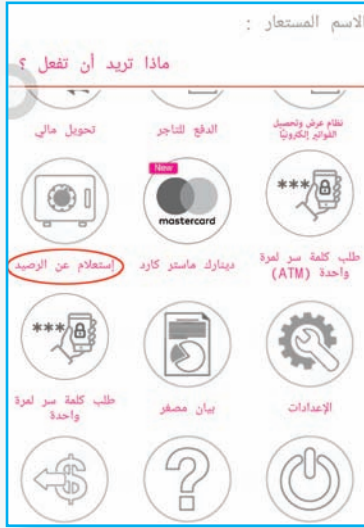 الاسم المستعار :
ماذا تريد أن تفعل ؟
نظام عرض وتحصيل
الفواتير إلكترونيًا
الدفع للتاجر
تحويل مالي
***
New
mastercard
طلب كلمة سر لمرة
واحدة (ATM)
دينارك ماستر كارد
إستعلام عن الرصيد
***
الإعدادات
بيان مصغر
طلب كلمة سر لمرة
واحدة